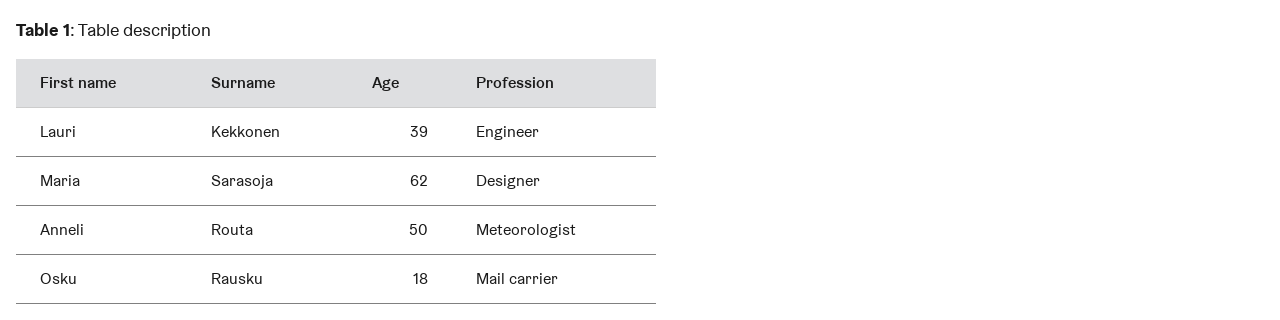 Table 1: Table description
First name Surname Age Profession
Lauri Kekkonen 39 Engineer
Maria Sarasoja 62 Designer
Anneli Routa 50 Meteorologist
Osku Rausku 18 Mail carrier